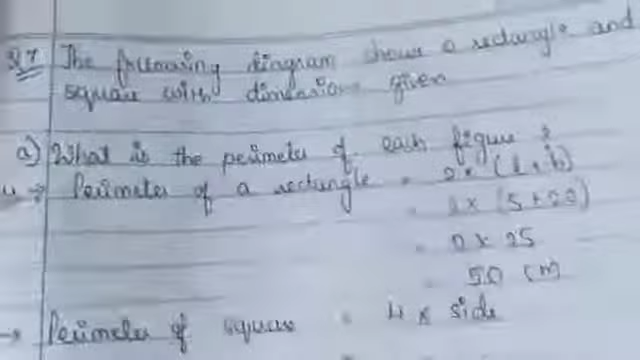 Q7 The following diagram shows a rectangle and
square with dimensions given
a) What is the perimeter of each figure?
→ Perimeter of a rectangle = 2 × (l + b)
= 2 × (5 + 20)
= 2 × 25
= 50 cm
→ Perimeter of square = 4 × side